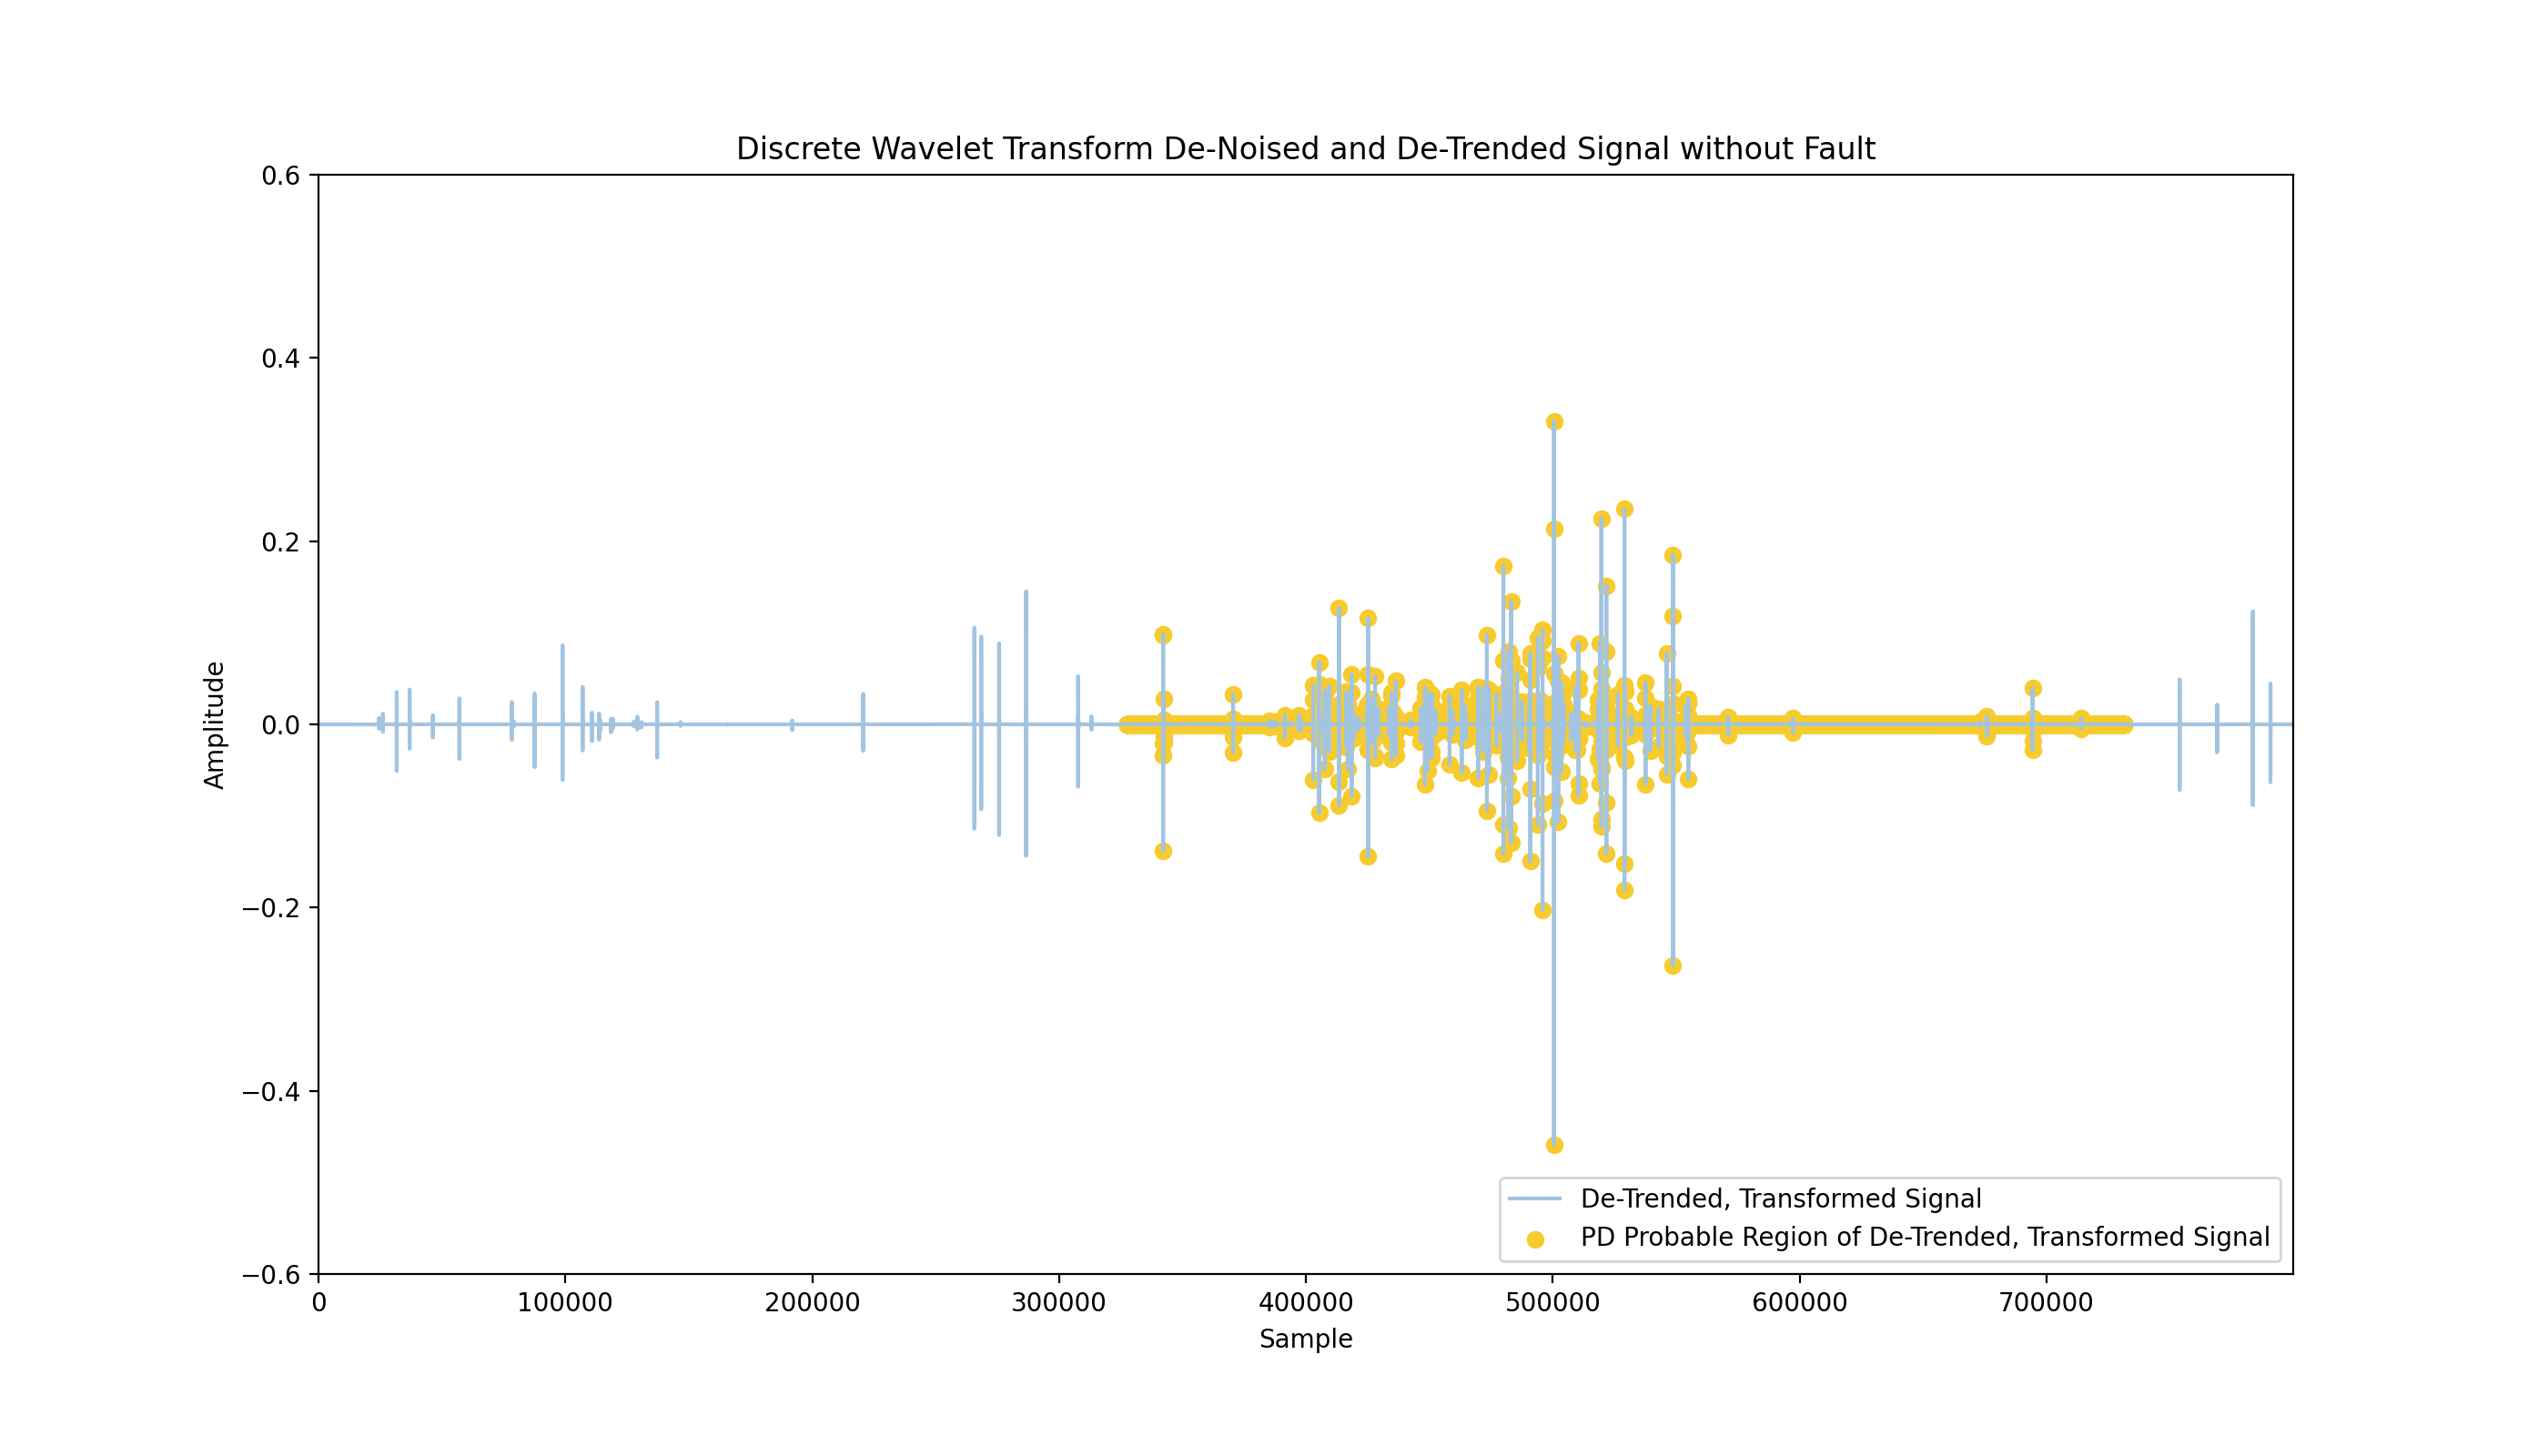 Discrete Wavelet Transform De-Noised and De-Trended Signal without Fault
0.6
0.4
0.2
0.0
−0.2
−0.4
−0.6
Amplitude
De-Trended, Transformed Signal
PD Probable Region of De-Trended, Transformed Signal
0 100000 200000 300000 400000 500000 600000 700000
Sample